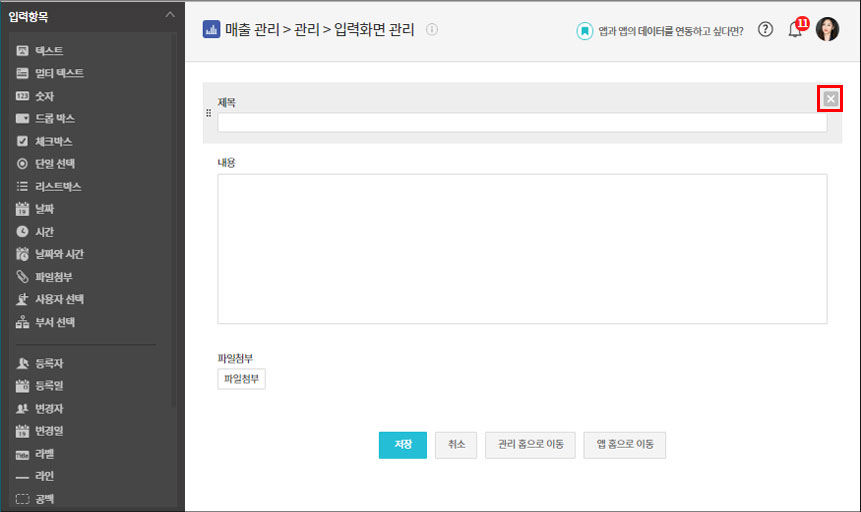 입력항목
텍스트
멀티 텍스트
123 숫자
드롭 박스
체크박스
단일 선택
리스트박스
19 날짜
시간
날짜와 시간
파일첨부
사용자 선택
부서 선택
등록자
등록일
변경자
19 변경일
Title 라벨
라인
공백
매출 관리 > 관리 > 입력화면 관리
앱과 앱의 데이터를 연동하고 싶다면?
11
제목
내용
파일첨부
파일첨부
저장 취소 관리 홈으로 이동 앱 홈으로 이동